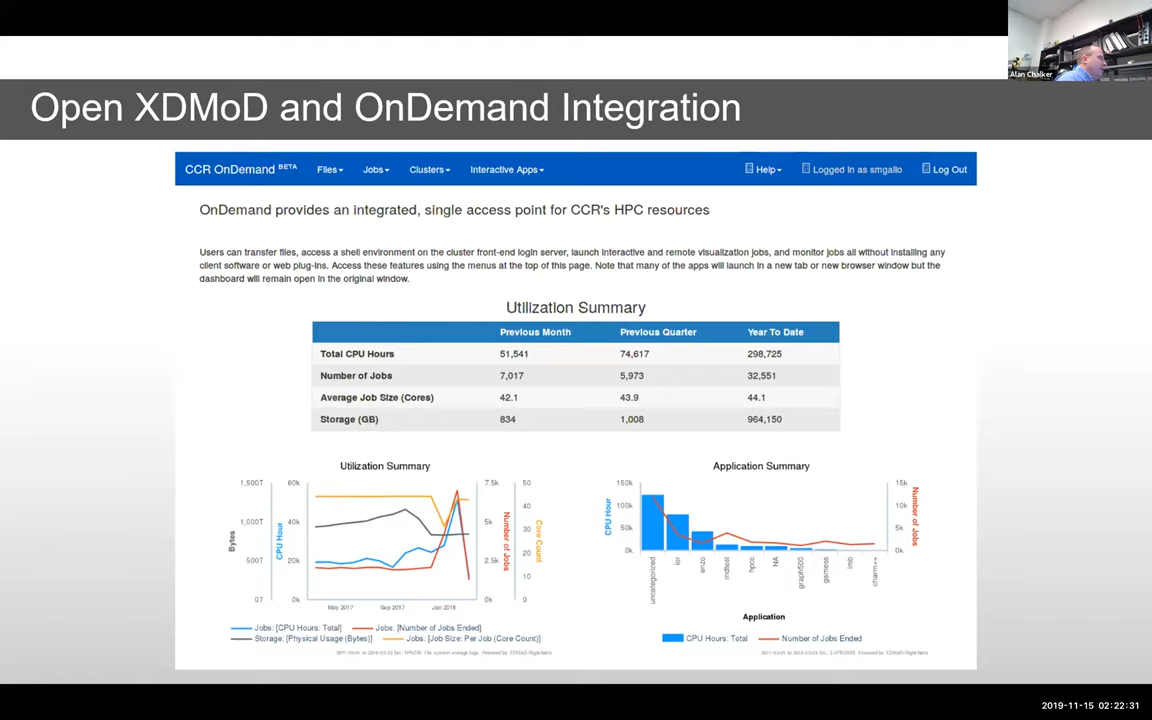 Alan Chalker
Open XDMoD and OnDemand Integration
CCR OnDemand BETA Files Jobs Clusters Interactive Apps Help Logged In as smgallo Log Out
OnDemand provides an integrated, single access point for CCR's HPC resources
Users can transfer files, access a shell environment on the cluster front-end login server, launch interactive and remote visualization jobs, and monitor jobs all without installing any
client software or web plug-ins. Access these features using the menus at the top of this page. Note that many of the apps will launch in a new tab or new browser window but the
dashboard will remain open in the original window.
Utilization Summary
Previous Month Previous Quarter Year To Date
Total CPU Hours 51,541 74,617 298,725
Number of Jobs 7,017 5,973 32,551
Average Job Size (Cores) 42.1 43.9 44.1
Storage (GB) 834 1,008 964,150
Utilization Summary
1,500T 60k 7.5k 50
40
1,000T 40k 5k 30
500T 20k 2.5k 20
10
0T 0k 0k 0
Bytes
CPU Hour
Number of Jobs
Core Count
May 2017 Sep 2017 Jan 2018
Jobs: [CPU Hours: Total] Jobs: [Number of Jobs Ended]
Storage: [Physical Usage (Bytes)] Jobs: [Job Size: Per Job (Core Count)]
Application Summary
150k 15k
100k 10k
50k 5k
0k 0k
CPU Hour
Number of Jobs
uncategorized
ior
enzo
mdtest
hpcc
NA
graph500
gamess
imb
charm++
Application
CPU Hours: Total Number of Jobs Ended
2019-11-15 02:22:31